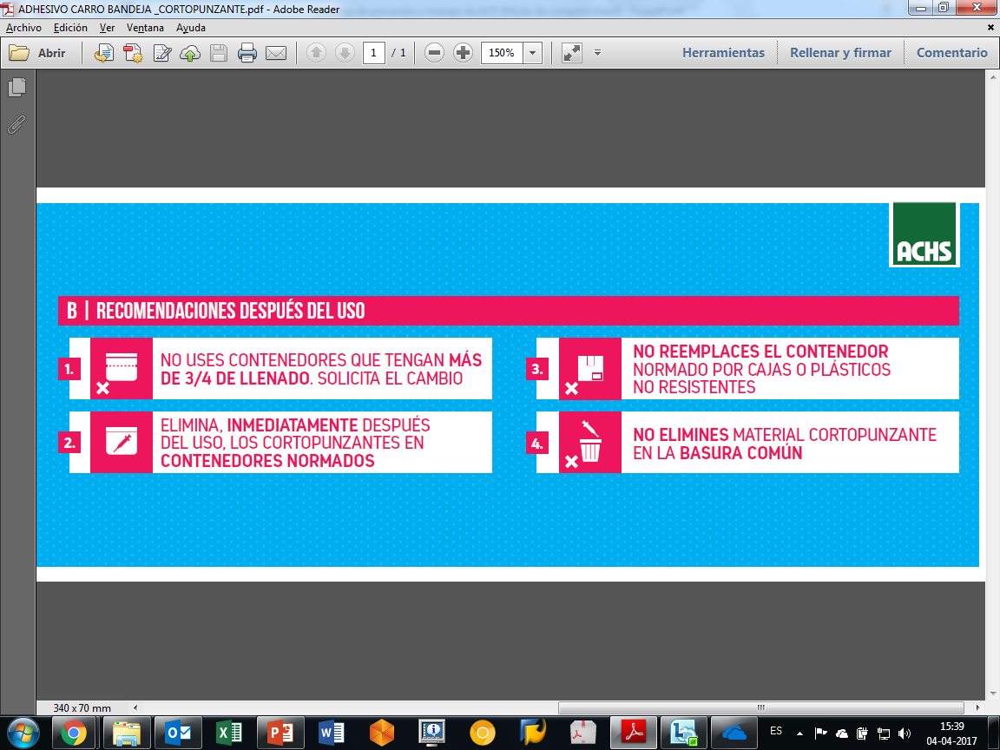 ADHESIVO CARRO BANDEJA _CORTOPUNZANTE.pdf - Adobe Reader
Archivo Edición Ver Ventana Ayuda
Abrir 1 / 1 150% Herramientas Rellenar y firmar Comentario
ACHS
B | RECOMENDACIONES DESPUÉS DEL USO
1.
NO USES CONTENEDORES QUE TENGAN MÁS
DE 3/4 DE LLENADO. SOLICITA EL CAMBIO
2.
ELIMINA, INMEDIATAMENTE DESPUÉS
DEL USO, LOS CORTOPUNZANTES EN
CONTENEDORES NORMADOS
3.
NO REEMPLACES EL CONTENEDOR
NORMADO POR CAJAS O PLÁSTICOS
NO RESISTENTES
4.
NO ELIMINES MATERIAL CORTOPUNZANTE
EN LA BASURA COMÚN
340 x 70 mm
ES
15:39
04-04-2017